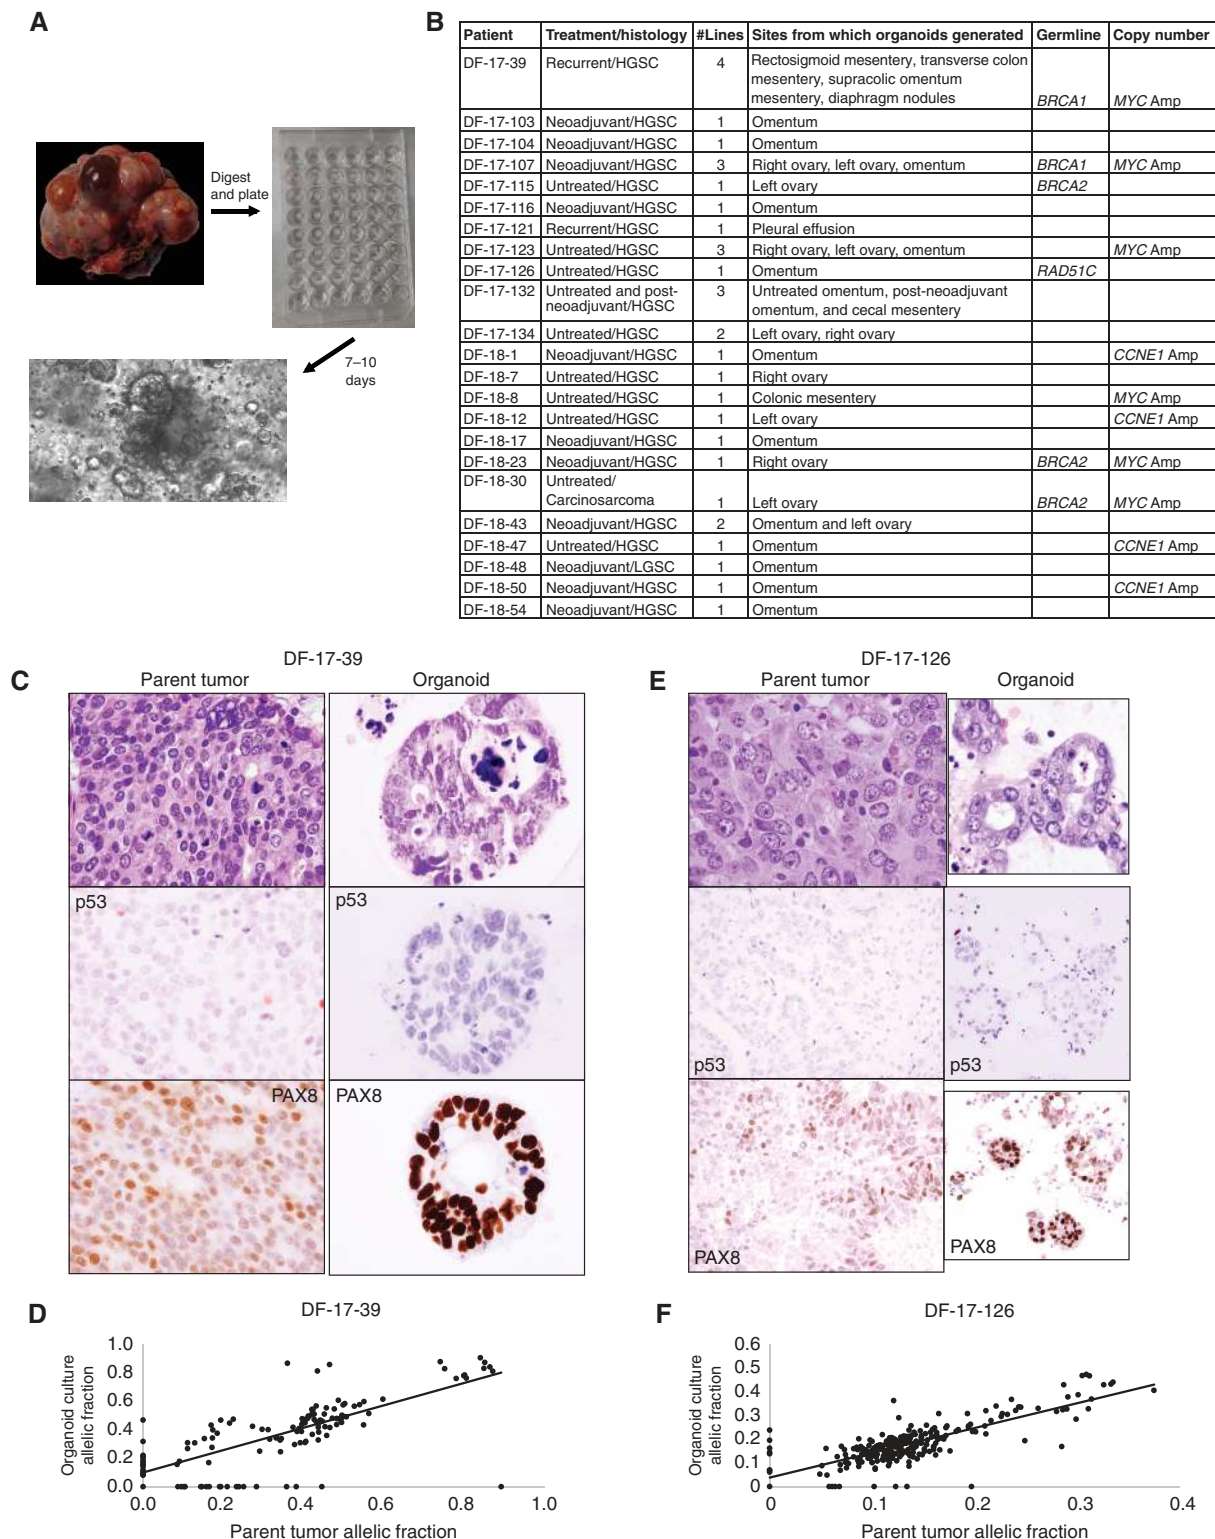 A
Digest
and plate
7–10
days
B
Patient Treatment/histology #Lines Sites from which organoids generated Germline Copy number
DF-17-39 Recurrent/HGSC 4 Rectosigmoid mesentery, transverse colon
mesentery, supracolic omentum
mesentery, diaphragm nodules BRCA1 MYC Amp
DF-17-103 Neoadjuvant/HGSC 1 Omentum
DF-17-104 Neoadjuvant/HGSC 1 Omentum
DF-17-107 Neoadjuvant/HGSC 3 Right ovary, left ovary, omentum BRCA1 MYC Amp
DF-17-115 Untreated/HGSC 1 Left ovary BRCA2
DF-17-116 Neoadjuvant/HGSC 1 Omentum
DF-17-121 Recurrent/HGSC 1 Pleural effusion
DF-17-123 Untreated/HGSC 3 Right ovary, left ovary, omentum MYC Amp
DF-17-126 Untreated/HGSC 1 Omentum RAD51C
DF-17-132 Untreated and post- 3 Untreated omentum, post-neoadjuvant
neoadjuvant/HGSC omentum, and cecal mesentery
DF-17-134 Untreated/HGSC 2 Left ovary, right ovary
DF-18-1 Neoadjuvant/HGSC 1 Omentum CCNE1 Amp
DF-18-7 Untreated/HGSC 1 Right ovary
DF-18-8 Untreated/HGSC 1 Colonic mesentery MYC Amp
DF-18-12 Untreated/HGSC 1 Left ovary CCNE1 Amp
DF-18-17 Neoadjuvant/HGSC 1 Omentum
DF-18-23 Neoadjuvant/HGSC 1 Right ovary BRCA2 MYC Amp
DF-18-30 Untreated/
Carcinosarcoma 1 Left ovary BRCA2 MYC Amp
DF-18-43 Neoadjuvant/HGSC 2 Omentum and left ovary
DF-18-47 Untreated/HGSC 1 Omentum CCNE1 Amp
DF-18-48 Neoadjuvant/LGSC 1 Omentum
DF-18-50 Neoadjuvant/HGSC 1 Omentum CCNE1 Amp
DF-18-54 Neoadjuvant/HGSC 1 Omentum
C
DF-17-39
Parent tumor Organoid
p53 p53
PAX8 PAX8
E
DF-17-126
Parent tumor Organoid
p53 p53
PAX8 PAX8
D
DF-17-39
Organoid culture
allelic fraction
1.0
0.8
0.6
0.4
0.2
0.0
0.0 0.2 0.4 0.6 0.8 1.0
Parent tumor allelic fraction
F
DF-17-126
Organoid culture
allelic fraction
0.6
0.5
0.4
0.3
0.2
0.1
0
0 0.1 0.2 0.3 0.4
Parent tumor allelic fraction